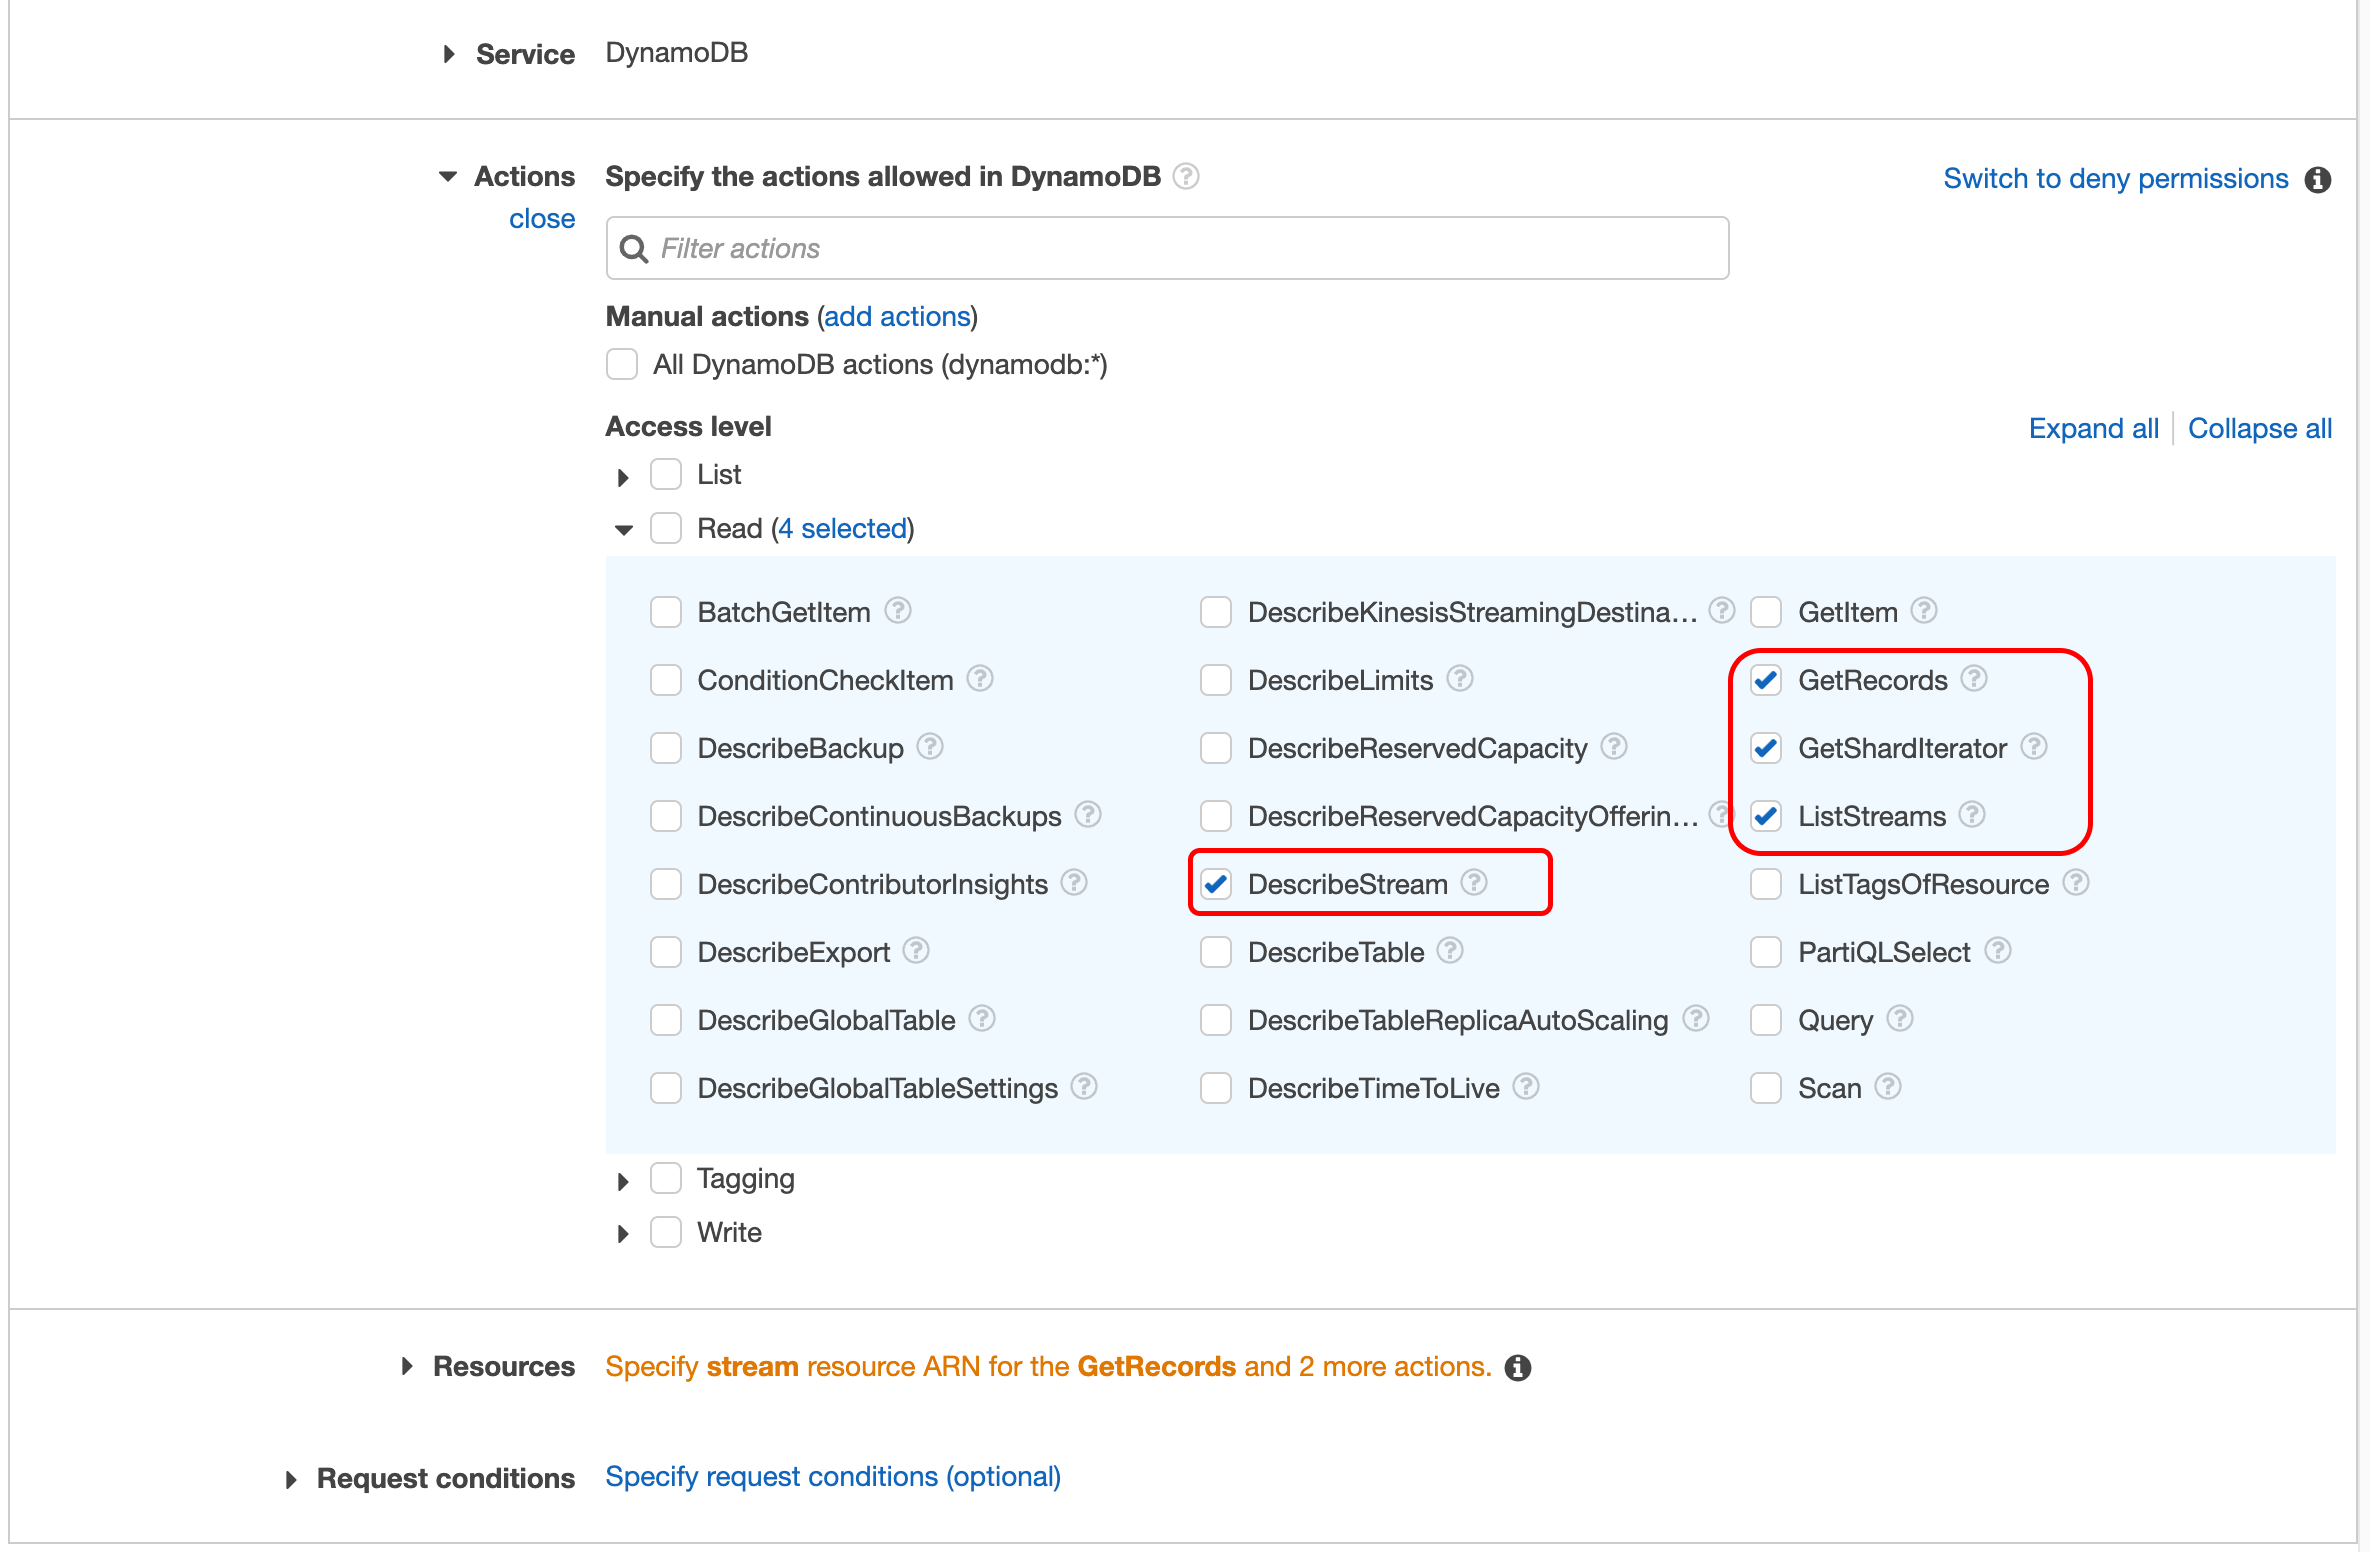 Service DynamoDB
Actions Specify the actions allowed in DynamoDB ? Switch to deny permissions i
close
Filter actions
Manual actions (add actions)
All DynamoDB actions (dynamodb:*)
Access level Expand all Collapse all
List
Read (4 selected)
BatchGetItem ? DescribeKinesisStreamingDestina... ? GetItem ?
ConditionCheckItem ? DescribeLimits ? GetRecords ?
DescribeBackup ? DescribeReservedCapacity ? GetShardIterator ?
DescribeContinuousBackups ? DescribeReservedCapacityOfferin... ? ListStreams ?
DescribeContributorInsights ? DescribeStream ? ListTagsOfResource ?
DescribeExport ? DescribeTable ? PartiQLSelect ?
DescribeGlobalTable ? DescribeTableReplicaAutoScaling ? Query ?
DescribeGlobalTableSettings ? DescribeTimeToLive ? Scan ?
Tagging
Write
Resources Specify stream resource ARN for the GetRecords and 2 more actions. i
Request conditions Specify request conditions (optional)